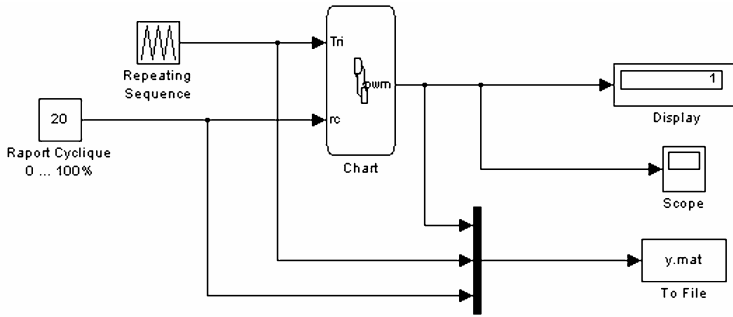 Repeating
Sequence
20
Raport Cyclique
0 ... 100%
Tri
rc
pwm
Chart
1
Display
Scope
y.mat
To File